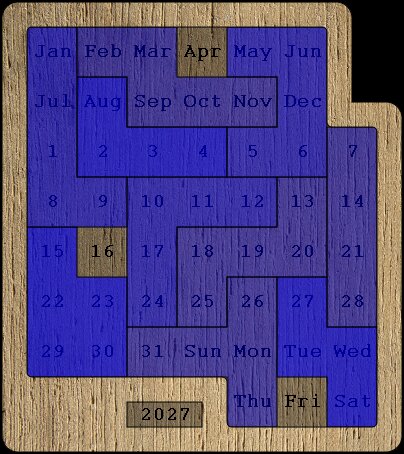 Jan Feb Mar Apr May Jun
Jul Aug Sep Oct Nov Dec
1 2 3 4 5 6 7
8 9 10 11 12 13 14
15 16 17 18 19 20 21
22 23 24 25 26 27 28
29 30 31 Sun Mon Tue Wed
Thu Fri Sat
2027